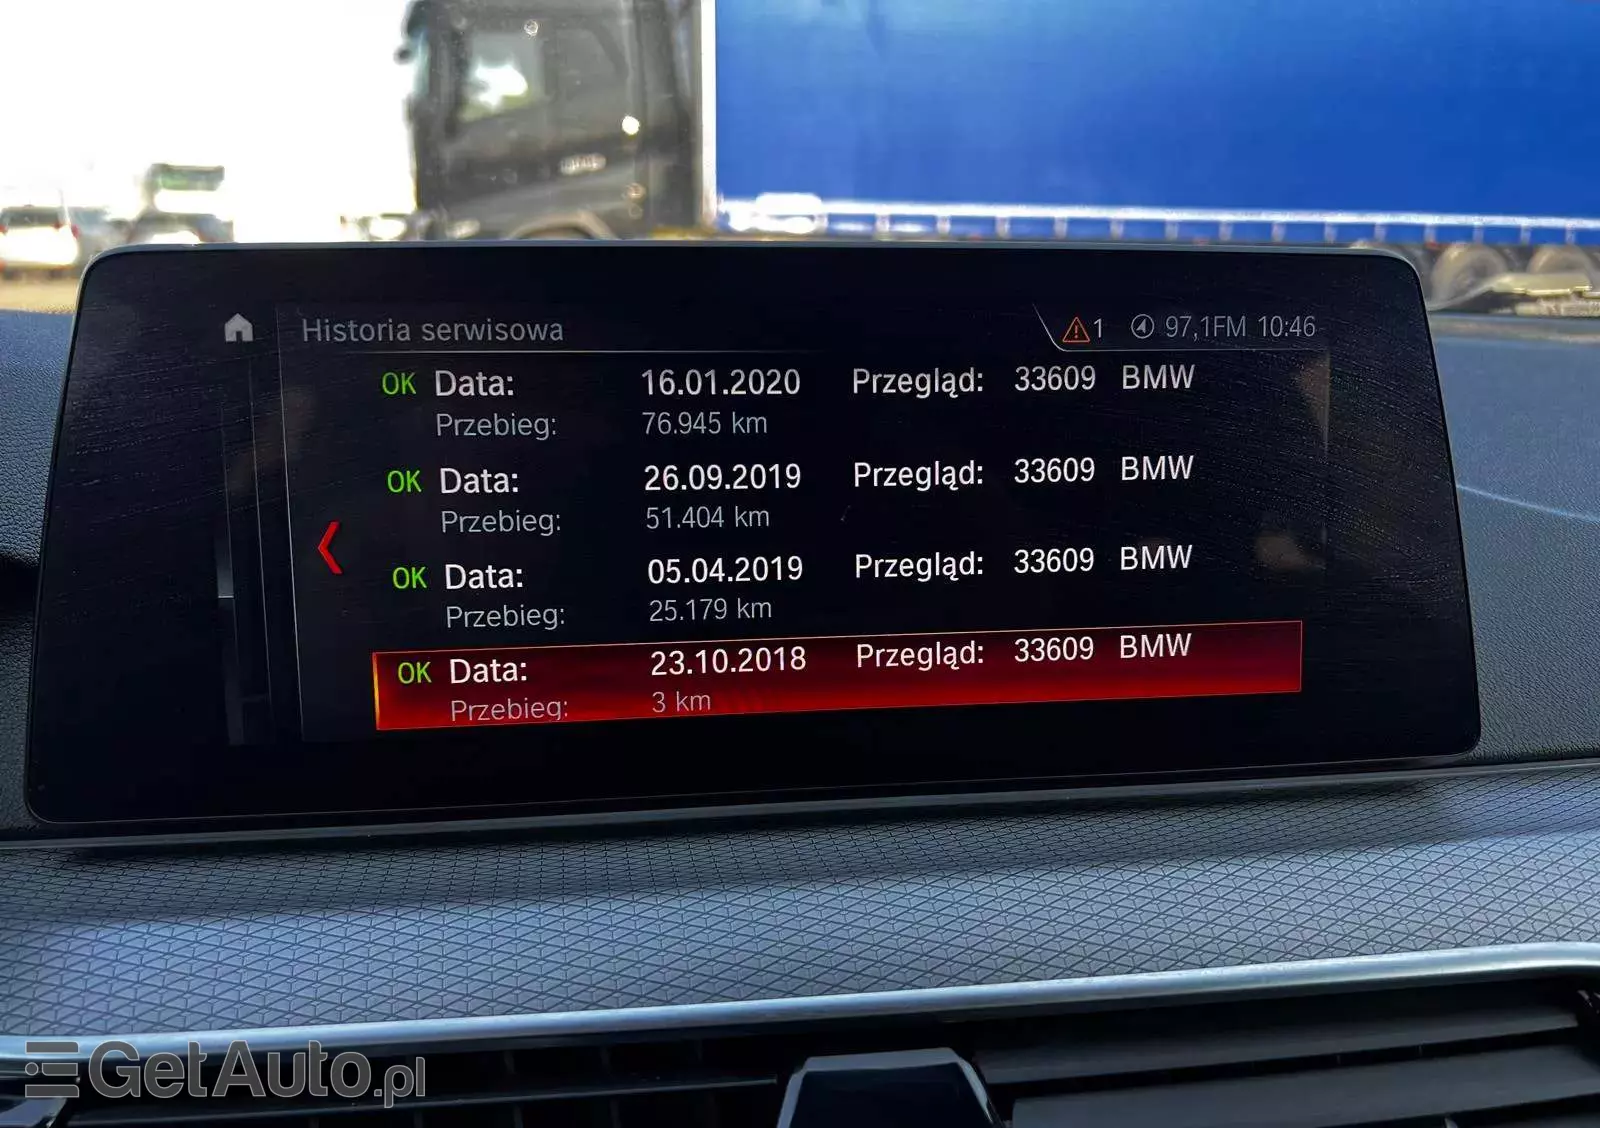 Historia serwisowa
1 97,1FM 10:46
OK Data: 16.01.2020 Przegląd: 33609 BMW
Przebieg: 76.945 km
OK Data: 26.09.2019 Przegląd: 33609 BMW
Przebieg: 51.404 km
OK Data: 05.04.2019 Przegląd: 33609 BMW
Przebieg: 25.179 km
OK Data: 23.10.2018 Przegląd: 33609 BMW
Przebieg: 3 km
GetAuto.pl